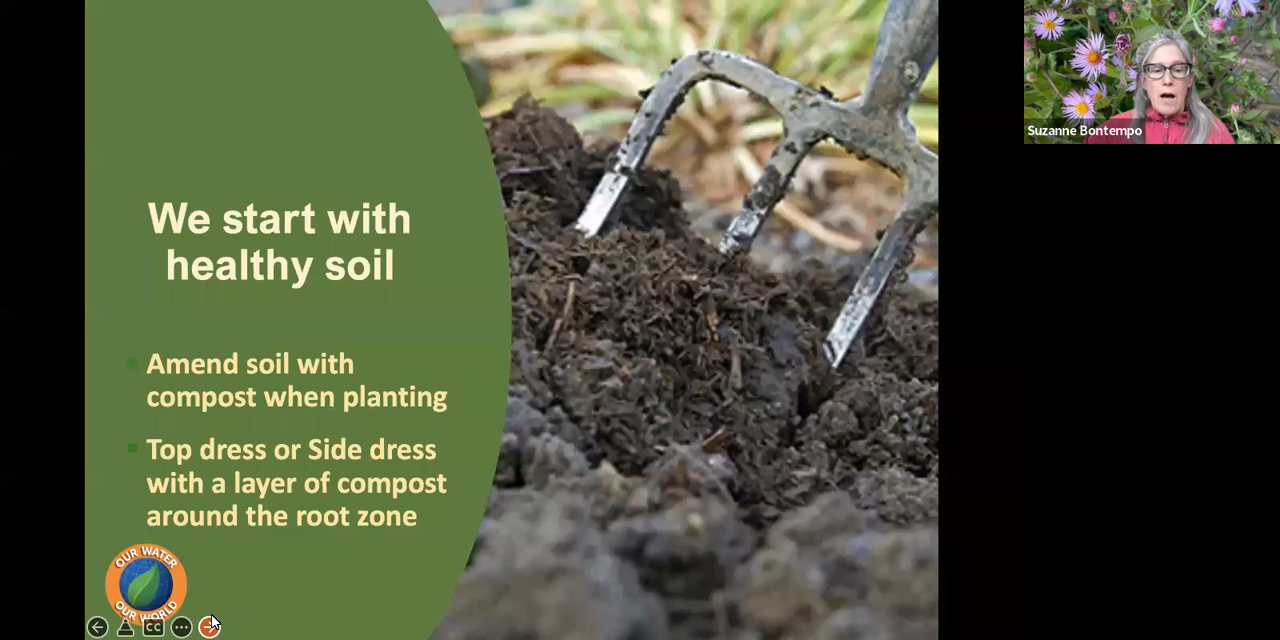 We start with
healthy soil
Amend soil with
compost when planting
Top dress or Side dress
with a layer of compost
around the root zone
OUR WATER
OUR WORLD
CC
Suzanne Bontempo